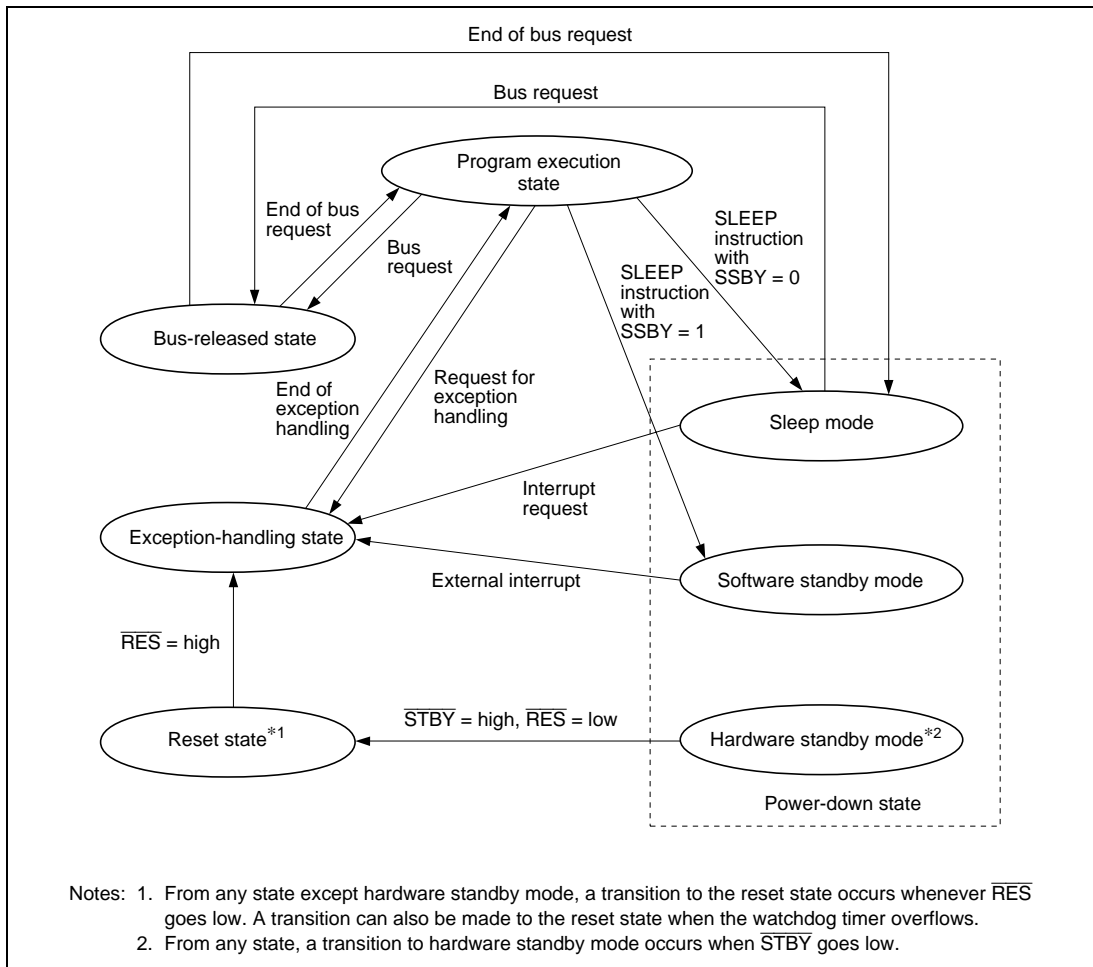 End of bus request
Bus request
Program execution
state
End of bus
request
Bus
request
SLEEP
instruction
with
SSBY = 0
SLEEP
instruction
with
SSBY = 1
Bus-released state
End of
exception
handling
Request for
exception
handling
Sleep mode
Interrupt
request
Exception-handling state
External interrupt
Software standby mode
R̅E̅S̅ = high
S̅T̅B̅Y̅ = high, R̅E̅S̅ = low
Reset state*1
Hardware standby mode*2
Power-down state
Notes: 1. From any state except hardware standby mode, a transition to the reset state occurs whenever R̅E̅S̅
goes low. A transition can also be made to the reset state when the watchdog timer overflows.
2. From any state, a transition to hardware standby mode occurs when S̅T̅B̅Y̅ goes low.